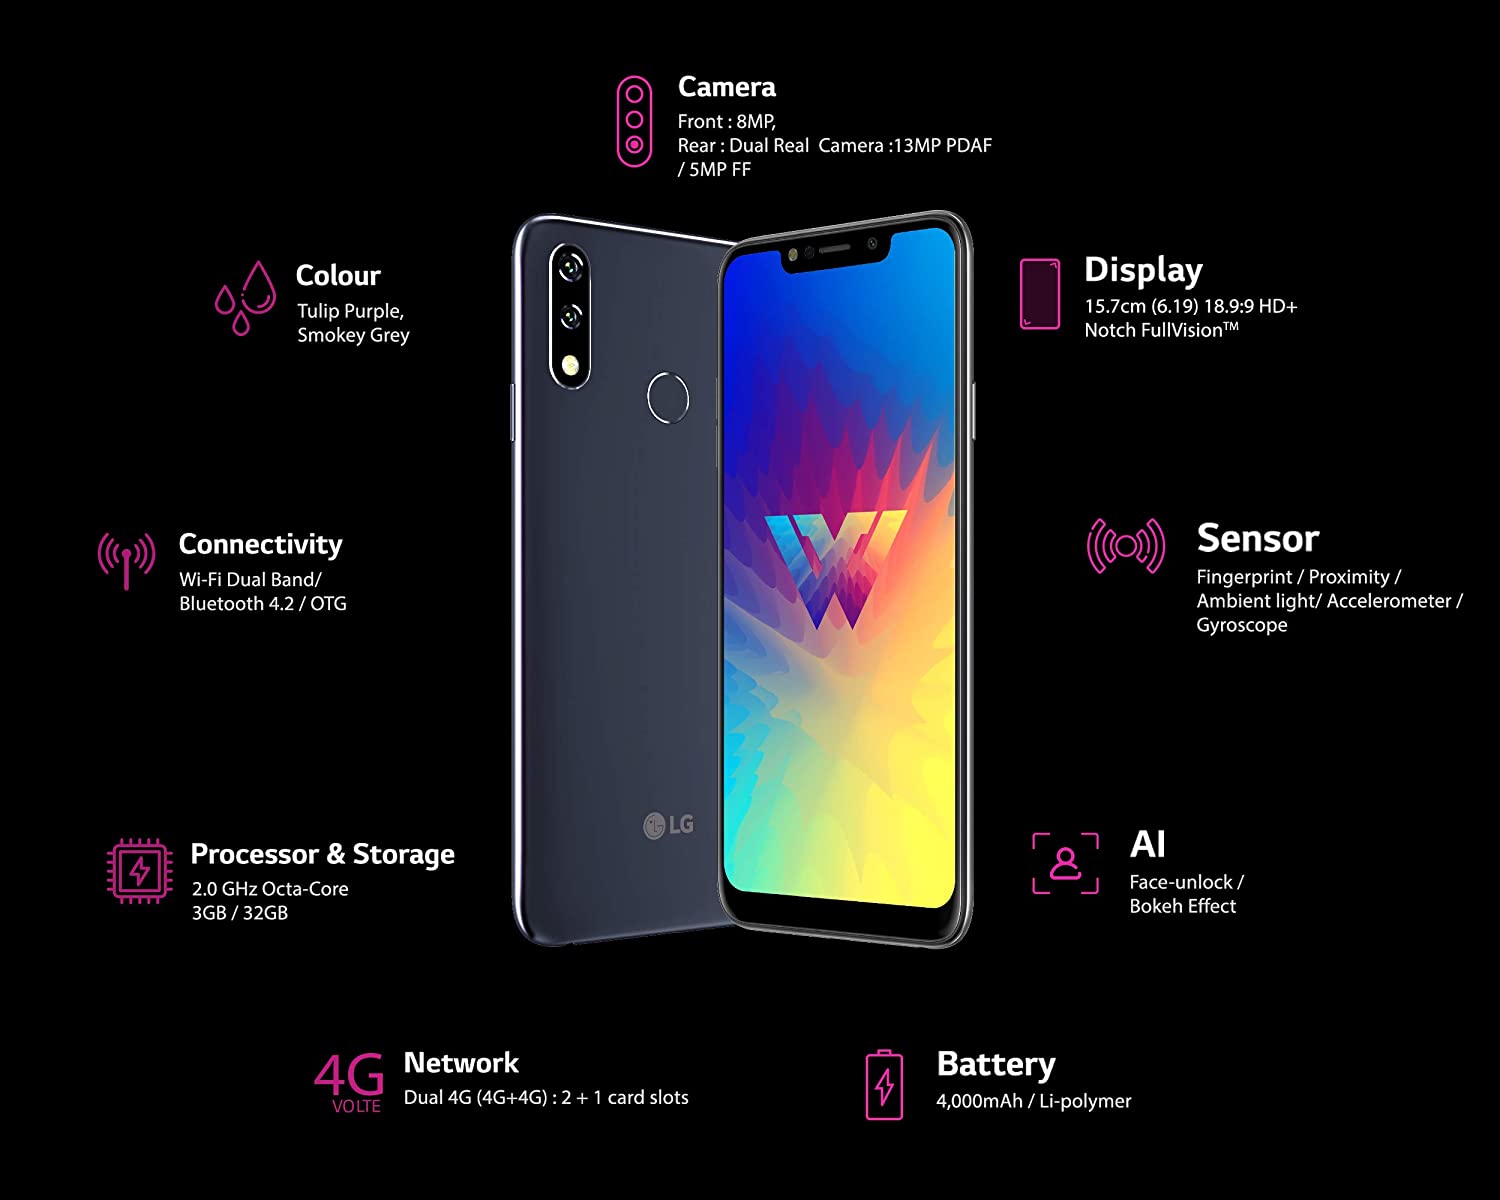 Camera
Front : 8MP,
Rear : Dual Real Camera :13MP PDAF
/ 5MP FF
Colour
Tulip Purple,
Smokey Grey
Display
15.7cm (6.19) 18.9:9 HD+
Notch FullVision™
Connectivity
Wi-Fi Dual Band/
Bluetooth 4.2 / OTG
W
Sensor
Fingerprint / Proximity /
Ambient light/ Accelerometer /
Gyroscope
LG
Processor & Storage
2.0 GHz Octa-Core
3GB / 32GB
AI
Face-unlock /
Bokeh Effect
4G
VOLTE
Network
Dual 4G (4G+4G) : 2 + 1 card slots
Battery
4,000mAh / Li-polymer